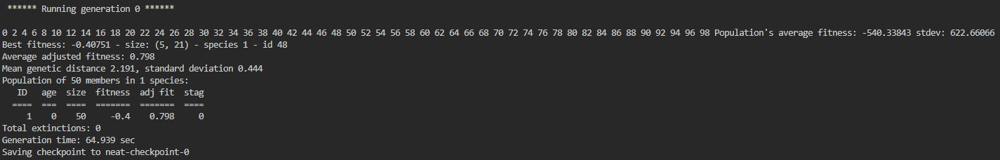 ****** Running generation 0 ******
0 2 4 6 8 10 12 14 16 18 20 22 24 26 28 30 32 34 36 38 40 42 44 46 48 50 52 54 56 58 60 62 64 66 68 70 72 74 76 78 80 82 84 86 88 90 92 94 96 98 Population's average fitness: -540.33843 stdev: 622.66066
Best fitness: -0.40751 - size: (5, 21) - species 1 - id 48
Average adjusted fitness: 0.798
Mean genetic distance 2.191, standard deviation 0.444
Population of 50 members in 1 species:
   ID   age  size  fitness  adj fit  stag
  ====  ===  ====  =======  =======  ====
     1    0    50     -0.4    0.798     0
Total extinctions: 0
Generation time: 64.939 sec
Saving checkpoint to neat-checkpoint-0